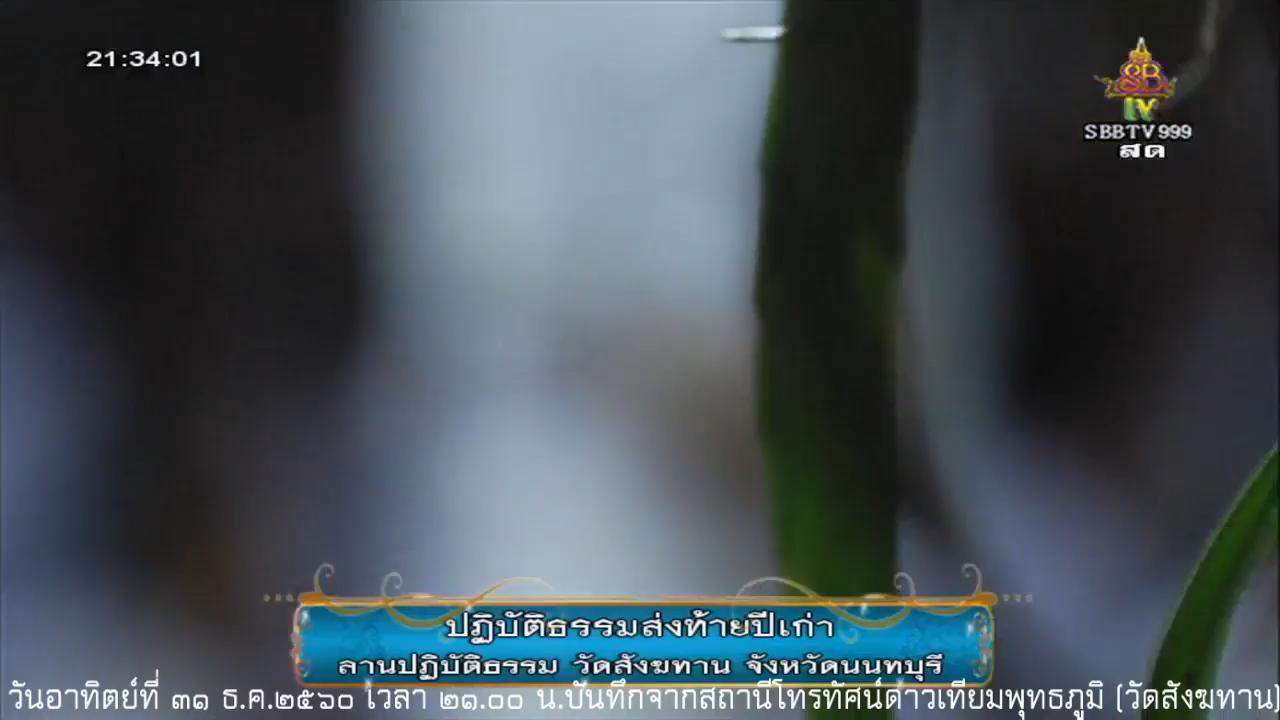 21:34:01
SB
TV
SBBTV999
สด
ปฏิบัติธรรมส่งท้ายปีเก่า
ลานปฏิบัติธรรม วัดสังฆทาน จังหวัดนนทบุรี
วันอาทิตย์ที่ ๓๑ ธ.ค.๒๕๖๐ เวลา ๒๑.๐๐ น.บันทึกจากสถานีโทรทัศน์ดาวเทียมพุทธภูมิ (วัดสังฆทาน)